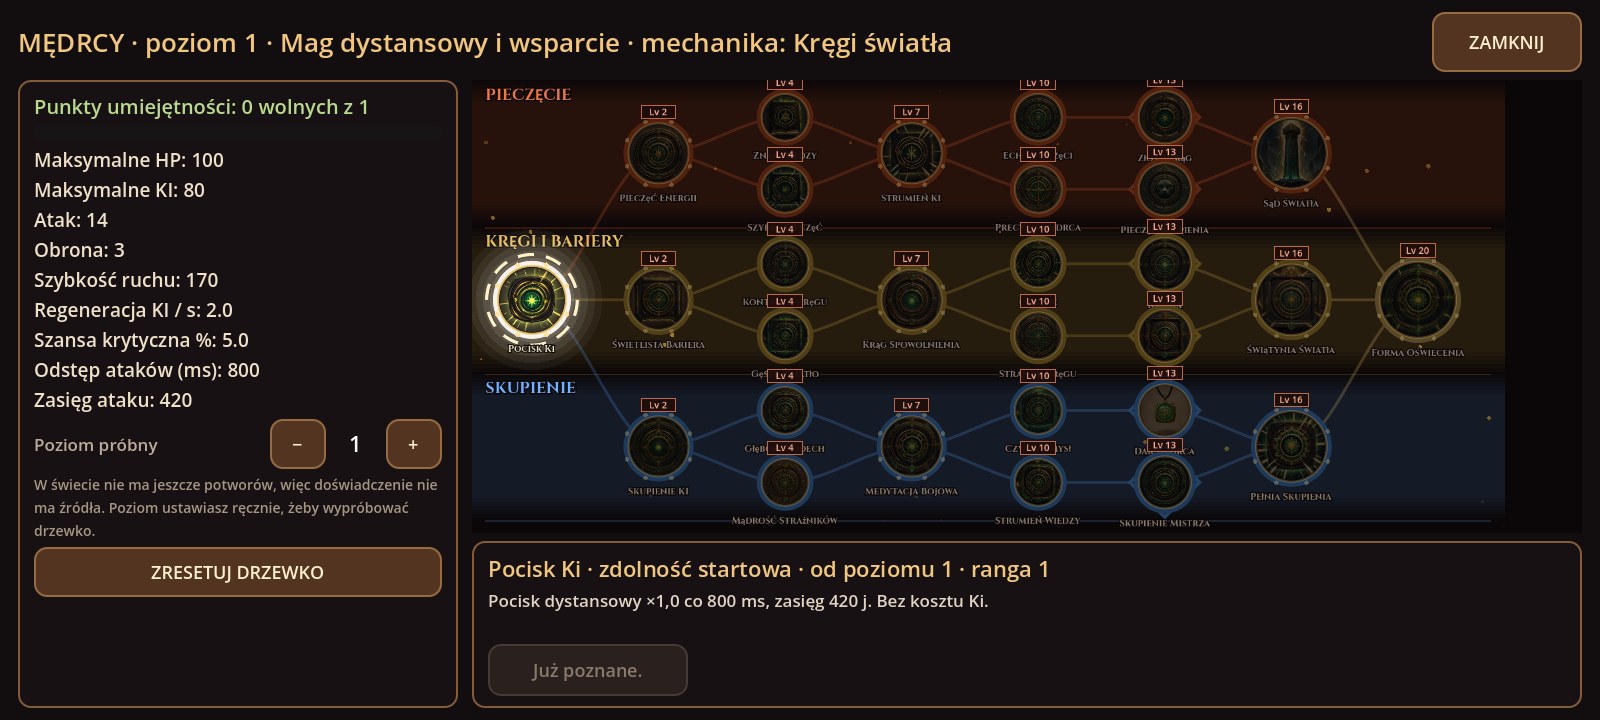 MĘDRCY · poziom 1 · Mag dystansowy i wsparcie · mechanika: Kręgi światła
ZAMKNIJ
Punkty umiejętności: 0 wolnych z 1
Maksymalne HP: 100
Maksymalne KI: 80
Atak: 14
Obrona: 3
Szybkość ruchu: 170
Regeneracja KI / s: 2.0
Szansa krytyczna %: 5.0
Odstęp ataków (ms): 800
Zasięg ataku: 420
Poziom próbny
− 1 +
W świecie nie ma jeszcze potworów, więc doświadczenie nie
ma źródła. Poziom ustawiasz ręcznie, żeby wypróbować
drzewko.
ZRESETUJ DRZEWKO
PIECZĘCIE
Lv 4
Lv 10
Lv 13
Lv 2
Lv 7
Lv 16
Lv 4
Lv 10
Lv 13
PIECZĘĆ ENERGII
STRUMIEŃ KI
SĄD ŚWIATŁA
KRĘGI I BARIERY
Lv 4
Lv 10
Lv 13
Lv 2
Lv 7
Lv 16
Lv 20
Lv 4
Lv 10
Lv 13
POCISK KI
ŚWIETLISTA BARIERA
KRĄG SPOWOLNIENIA
ŚWIĄTYNIA ŚWIATŁA
FORMA OŚWIECENIA
SKUPIENIE
Lv 4
Lv 10
Lv 13
Lv 2
Lv 7
Lv 16
Lv 4
Lv 10
Lv 13
SKUPIENIE KI
MEDYTACJA BOJOWA
PEŁNIA SKUPIENIA
MĄDROŚĆ STRAŻNIKÓW
STRUMIEŃ WIEDZY
SKUPIENIE MISTRZA
Pocisk Ki · zdolność startowa · od poziomu 1 · ranga 1
Pocisk dystansowy ×1,0 co 800 ms, zasięg 420 j. Bez kosztu Ki.
Już poznane.